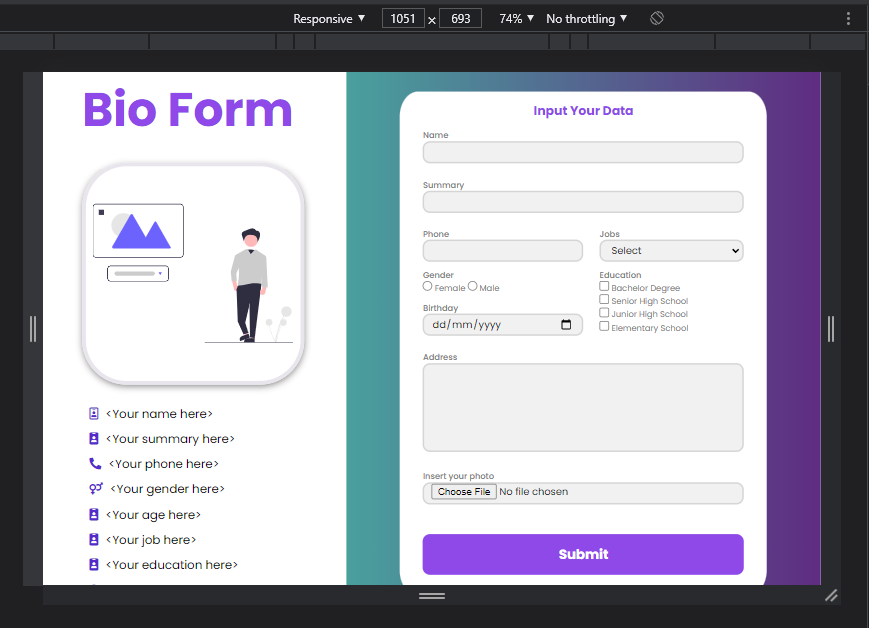 Responsive ▼ 1051 × 693 74% ▼ No throttling ▼
Bio Form
<Your name here>
<Your summary here>
<Your phone here>
<Your gender here>
<Your age here>
<Your job here>
<Your education here>
Input Your Data
Name
Summary
Phone Jobs
Select
Gender Education
Female Male Bachelor Degree
Senior High School
Birthday Junior High School
dd/mm/yyyy Elementary School
Address
Insert your photo
Choose File No file chosen
Submit